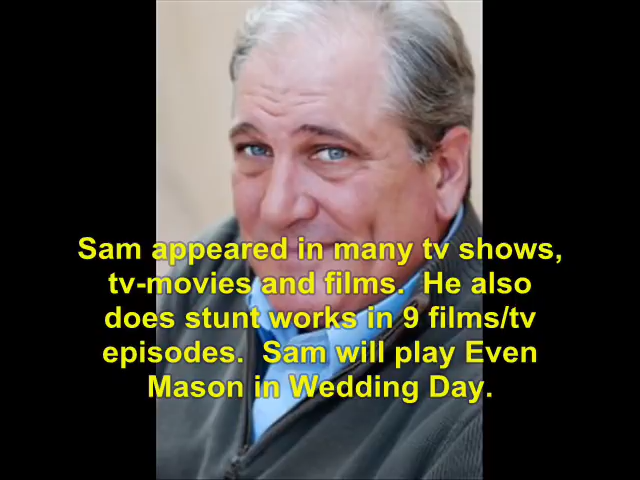 Sam appeared in many tv shows,
tv-movies and films.  He also
does stunt works in 9 films/tv
episodes.  Sam will play Even
Mason in Wedding Day.